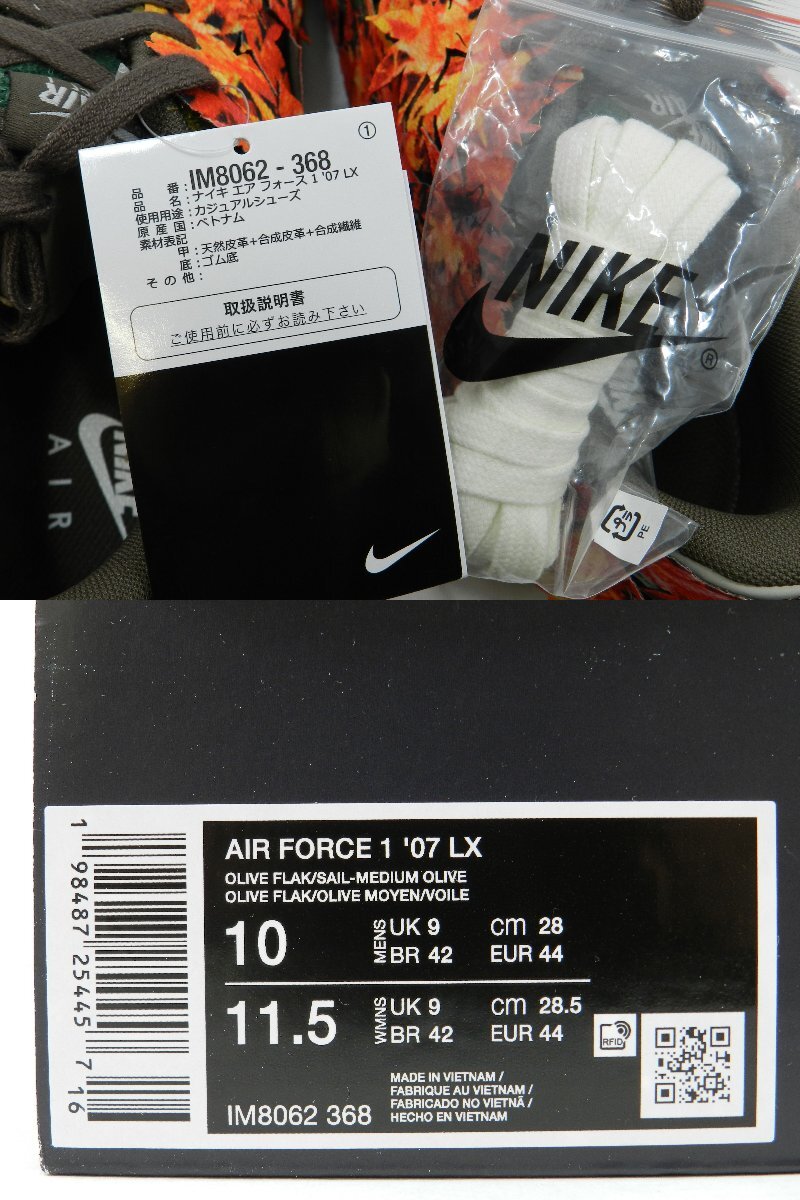 AIR
①
品番:IM8062 - 368
品名:ナイキ エア フォース 1 '07 LX
使用用途:カジュアルシューズ
原産国:ベトナム
素材表記
甲:天然皮革+合成皮革+合成繊維
底:ゴム底
その他:
取扱説明書
ご使用前に必ずお読み下さい
NIKE
®
プラ
PE
NIKE
AIR
AIR
AIR FORCE 1 '07 LX
OLIVE FLAK/SAIL-MEDIUM OLIVE
OLIVE FLAK/OLIVE MOYEN/VOILE
10 MENS UK 9 cm 28
BR 42 EUR 44
11.5 WMNS UK 9 cm 28.5
BR 42 EUR 44
RFID
MADE IN VIETNAM /
FABRIQUE AU VIETNAM /
FABRICADO NO VIETNÃ /
HECHO EN VIETNAM
IM8062 368
1 98487 25445 7 16